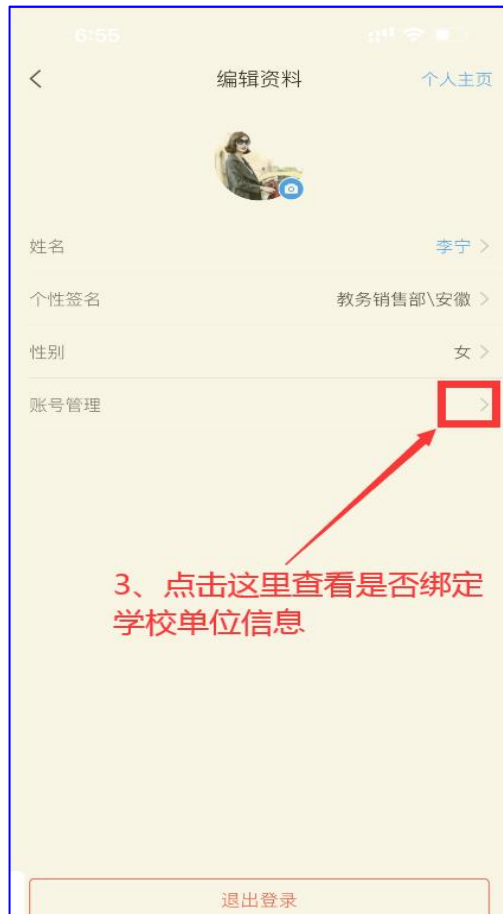 6:55
编辑资料
个人主页
姓名
李宁
个性签名
教务销售部\安徽
性别
女
账号管理
3、点击这里查看是否绑定
学校单位信息
退出登录